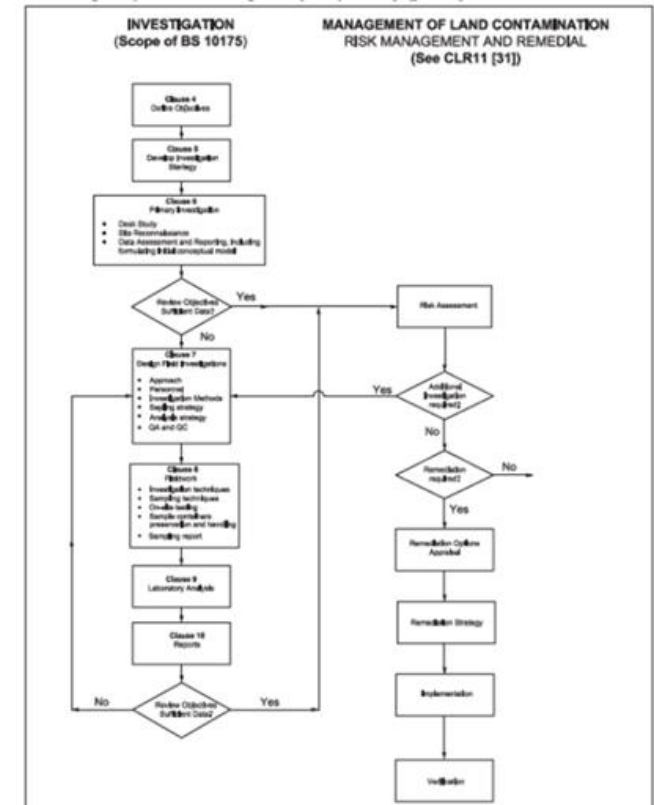 INVESTIGATION
(Scope of BS 10175)
MANAGEMENT OF LAND CONTAMINATION
RISK MANAGEMENT AND REMEDIAL
(See CLR11 [31])
Clause 4
Define Objectives
Clause 5
Develop Investigation
Startegy
Clause 6
Primary Investigation
• Desk Study
• Site Reconnaissance
• Data Assessment and Reporting, including
formulating initial conceptual model
Review Objectives
Sufficient Data?
Yes
No
Clause 7
Design Field Investigations
• Approach
• Personnel
• Investigation Methods
• Sapling strategy
• Analysis strategy
• QA and QC
Clause 8
Fieldwork
• Investigation techniques
• Sampling techniques
• On-site testing
• Sample containers
preservation and handling
• Sampling report
Clause 9
Laboratory Analysis
Clause 10
Reports
Review Objectives
Sufficient Data?
No
Yes
Risk Assessment
Additional
Investigation
required?
Yes
No
Remediation
required?
No
Yes
Remediation Options
Appraisal
Remediation Strategy
Implementation
Verification